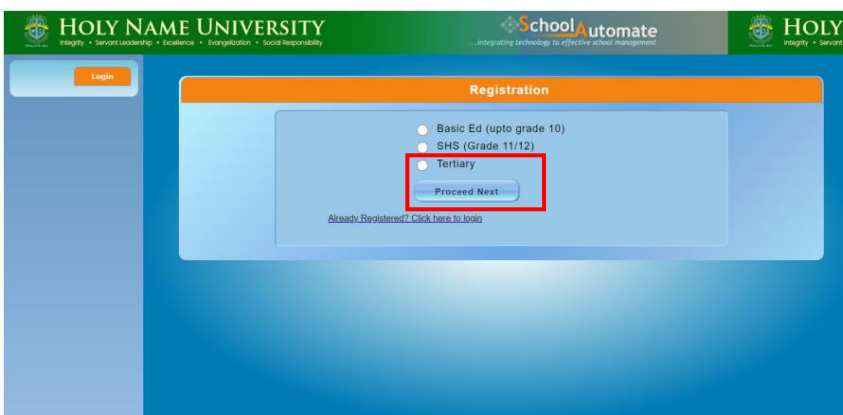 HOLY NAME UNIVERSITY
Integrity • Servant Leadership • Excellence • Evangelization • Social Responsibility
SchoolAutomate
...integrating technology to effective school management
HOLY
Integrity • Servant
Login
Registration
Basic Ed (upto grade 10)
SHS (Grade 11/12)
Tertiary
Proceed Next
Already Registered? Click here to login